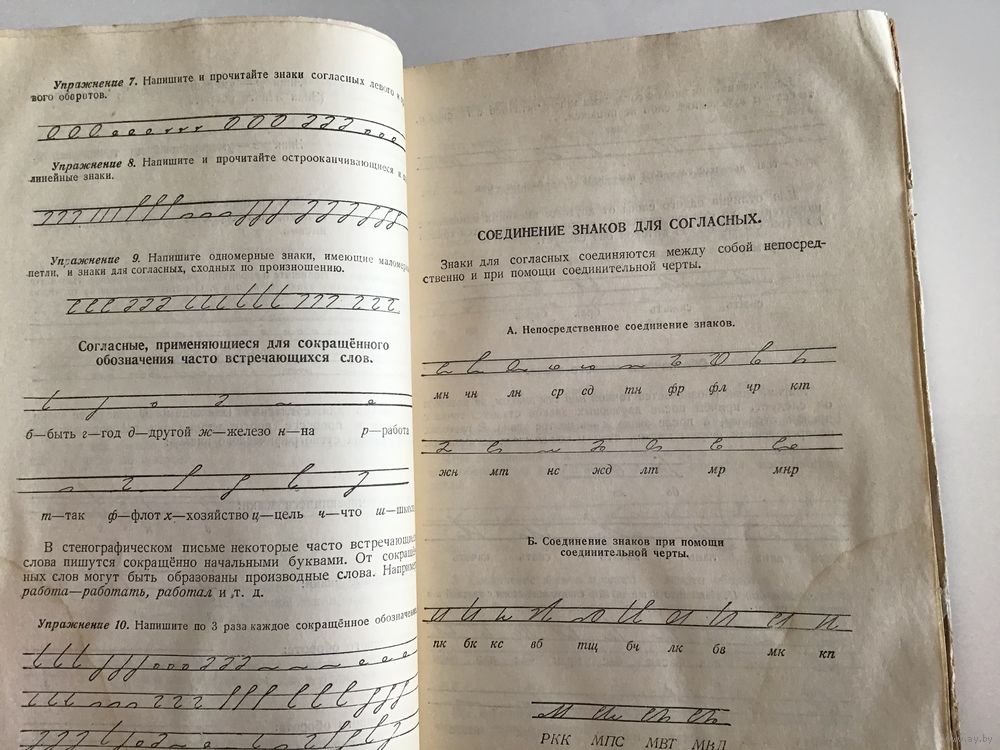 Упражнение 7. Напишите и прочитайте знаки согласных левого и
вого оборотов.
Упражнение 8. Напишите и прочитайте остроокачивающиеся и
линейные знаки.
Упражнение 9. Напишите одномерные знаки, имеющие маломерные
петли, и знаки для согласных, сходных по произношению.
Согласные, применяющиеся для сокращённого
обозначения часто встречающихся слов.
б—быть г—год д—другой ж—железо н—на р—работа
т—так ф—флот х—хозяйство ц—цель ч—что ш—
В стенографическом письме некоторые часто встречающиеся
слова пишутся сокращённо начальными буквами. От сокращён
ных слов могут быть образованы производные слова. Например
работа—работать, работал и т. д.
Упражнение 10. Напишите по 3 раза каждое сокращённое обозначение
СОЕДИНЕНИЕ ЗНАКОВ ДЛЯ СОГЛАСНЫХ.
Знаки для согласных соединяются между собой непосред-
ственно и при помощи соединительной черты.
А. Непосредственное соединение знаков.
мн чн лн ср сд тн фр фл чр кт
жн мт нс жд лт мр мнр
Б. Соединение знаков при помощи
соединительной черты.
пк бк кс вб тщ бч лк бв мк кп
РКК МПС МВТ МВД